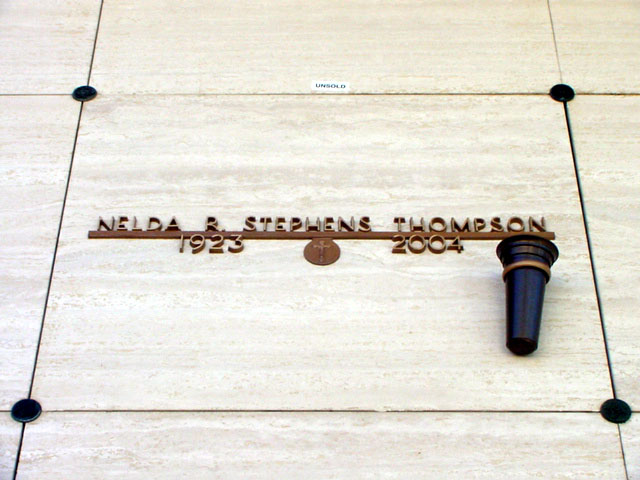 UNSOLD
NELDA R. STEPHENS THOMPSON
1923 2004